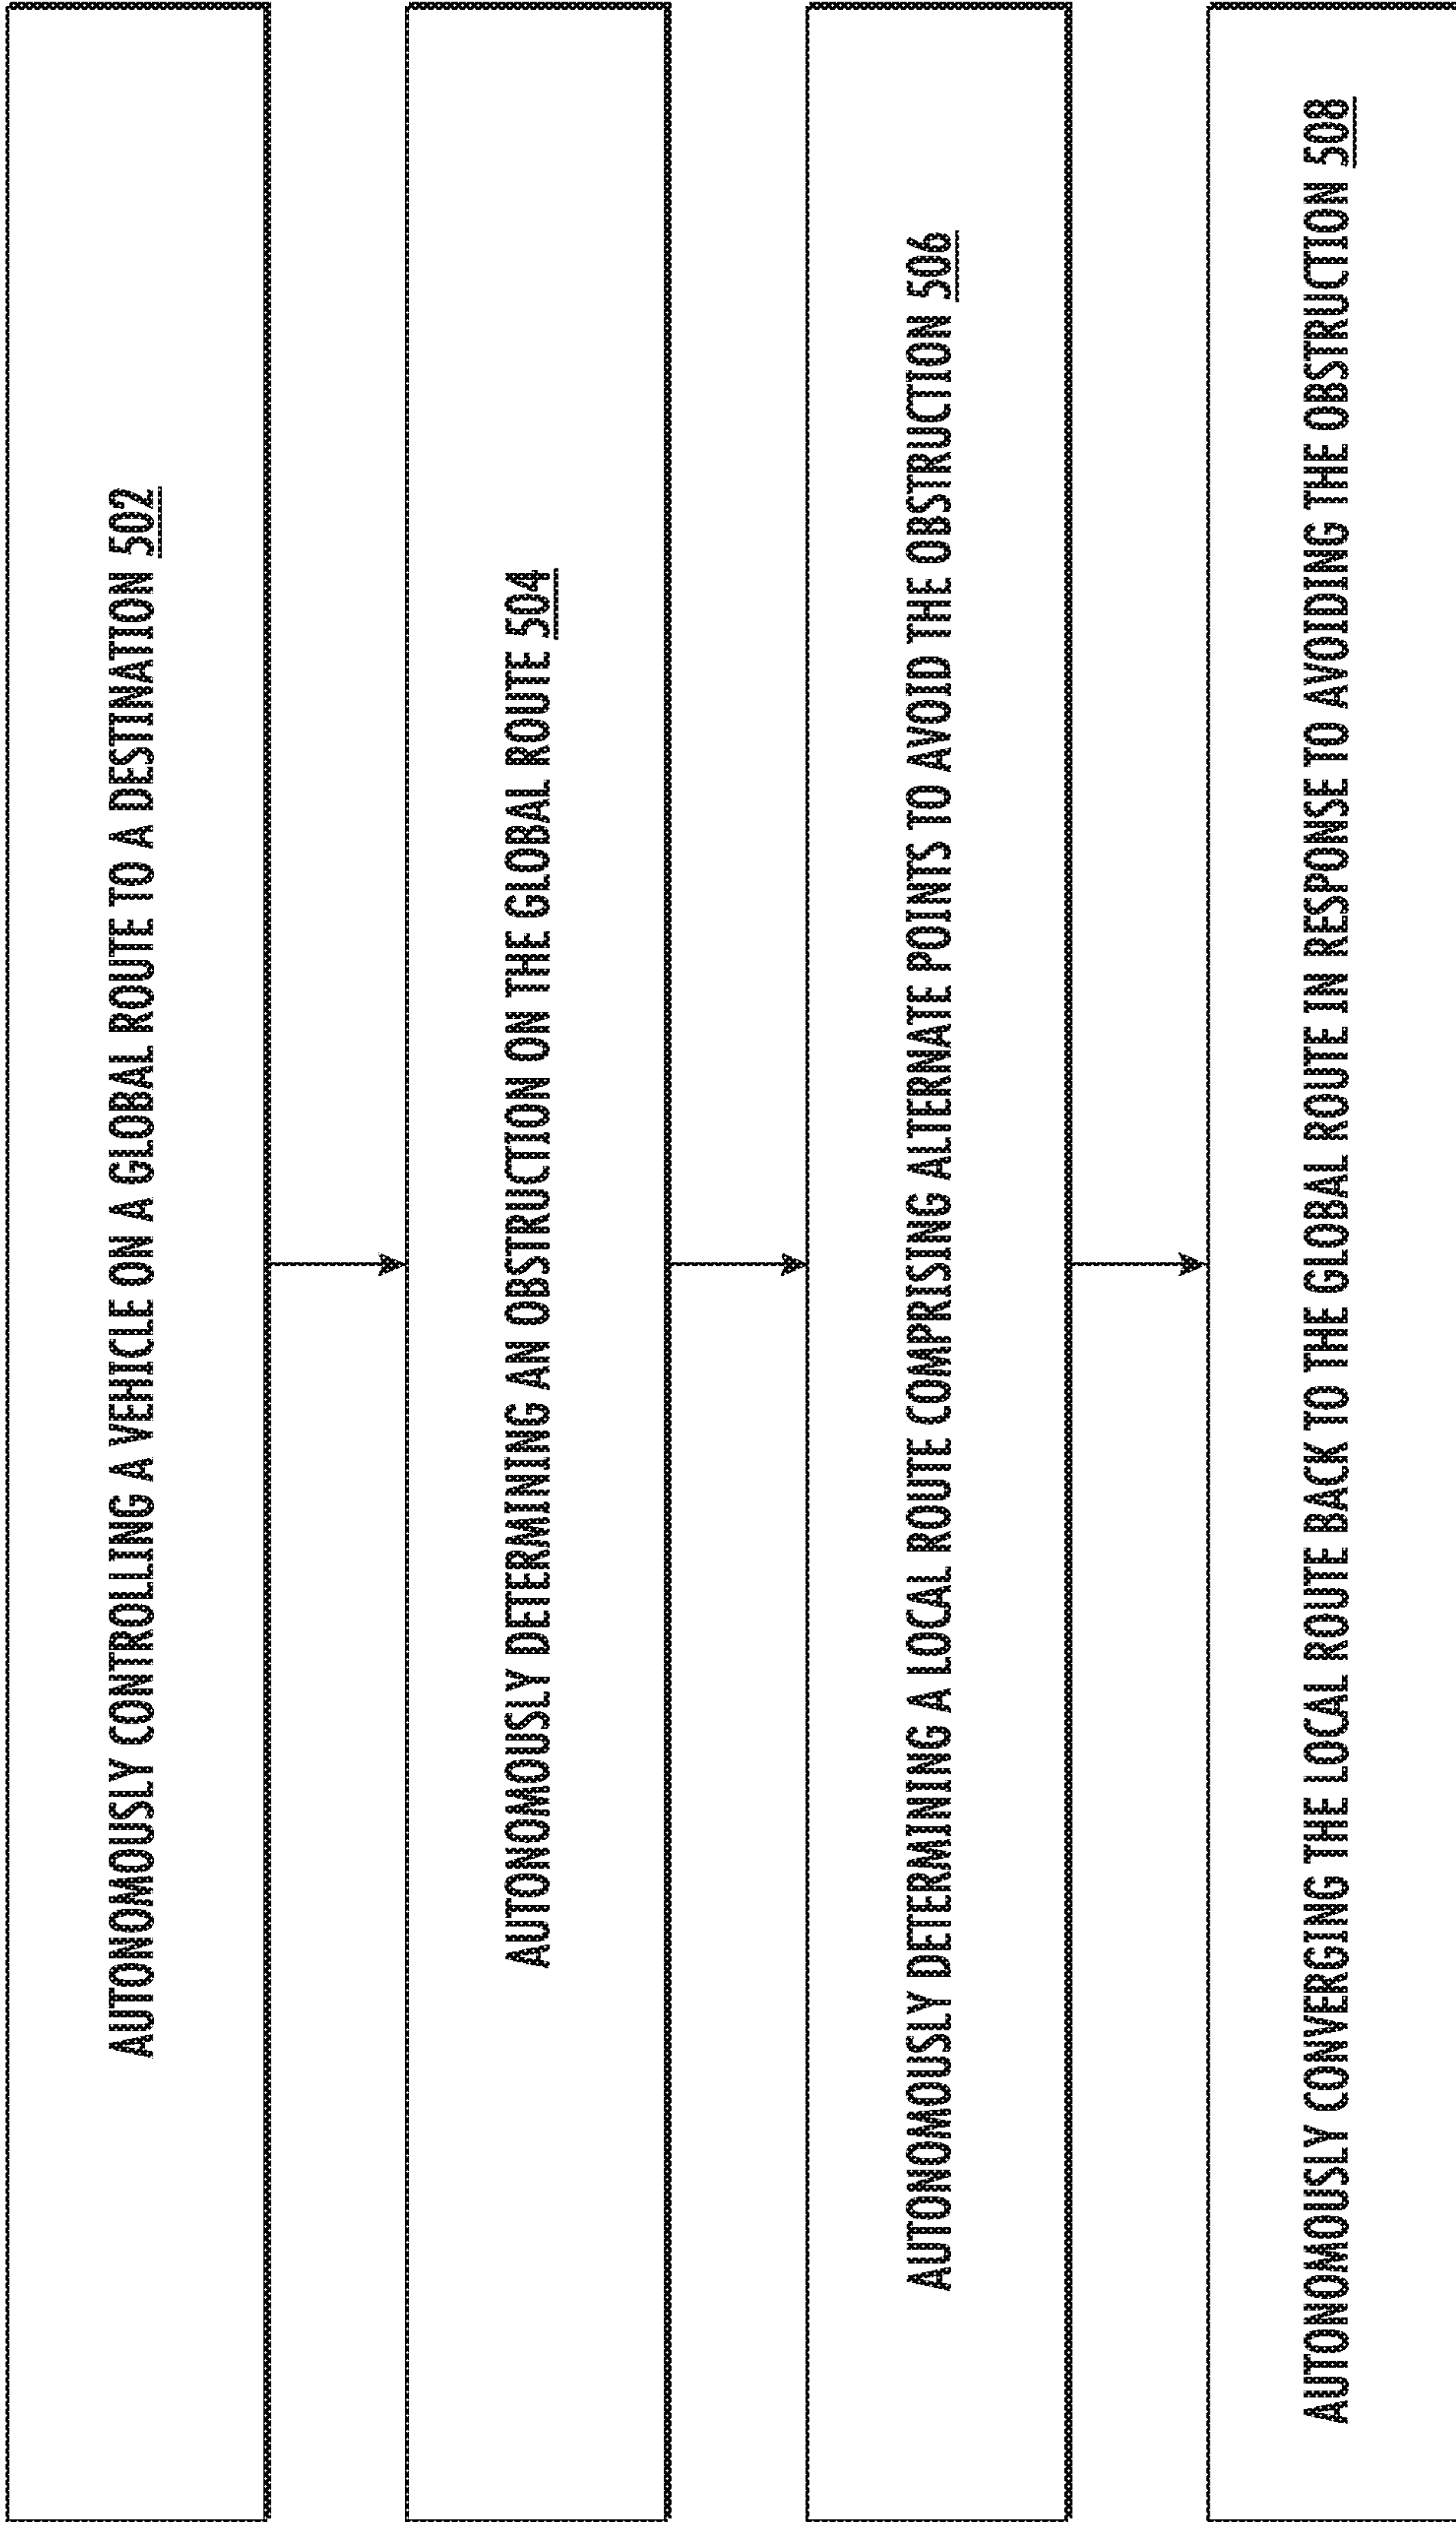 AUTONOMOUSLY CONTROLLING A VEHICLE ON A GLOBAL ROUTE TO A DESTINATION 502
AUTONOMOUSLY DETERMINING AN OBSTRUCTION ON THE GLOBAL ROUTE 504
AUTONOMOUSLY DETERMINING A LOCAL ROUTE COMPRISING ALTERNATE POINTS TO AVOID THE OBSTRUCTION 506
AUTONOMOUSLY CONVERGING THE LOCAL ROUTE BACK TO THE GLOBAL ROUTE IN RESPONSE TO AVOIDING THE OBSTRUCTION 508